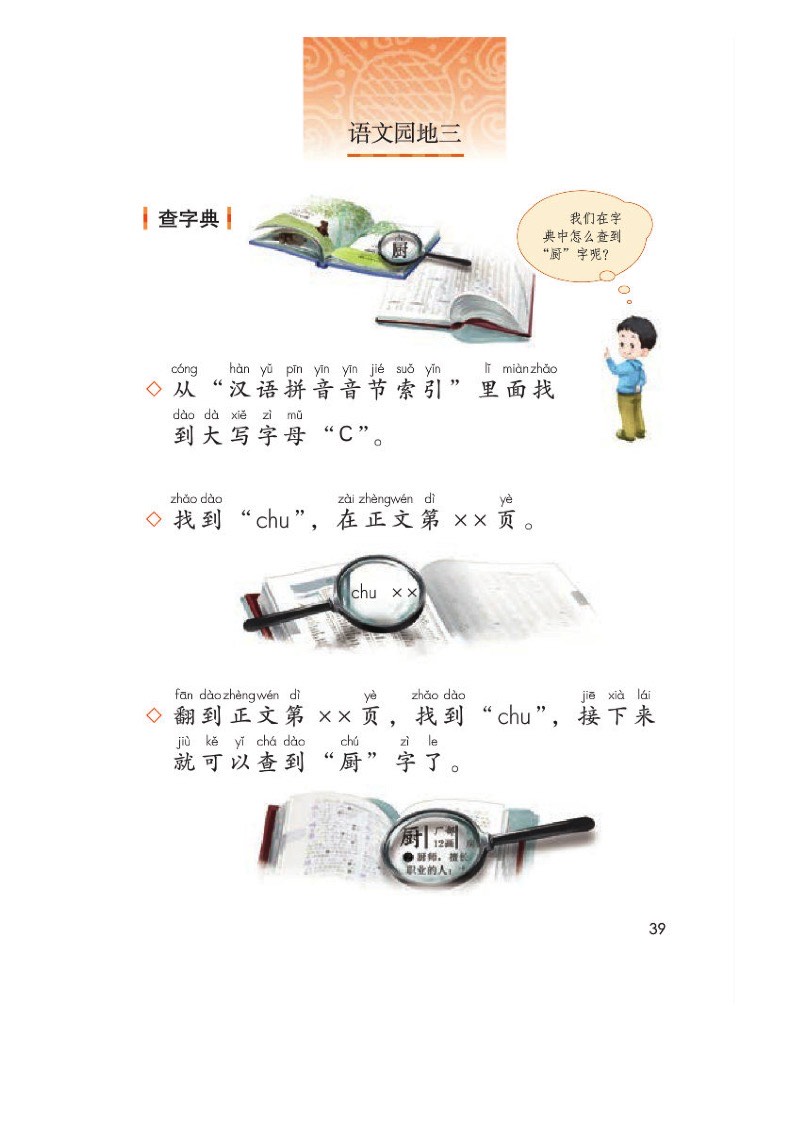 语文园地三
查字典
厨
我们在字
典中怎么查到
“厨”字呢？
cóng hàn yǔ pīn yīn yīn jié suǒ yǐn lǐ miàn zhǎo
从“汉语拼音音节索引”里面找
dào dà xiě zì mǔ
到大写字母“C”。
zhǎo dào zài zhèng wén dì yè
找到“chu”，在正文第××页。
chu ××
fān dào zhèng wén dì yè zhǎo dào jiē xià lái
翻到正文第××页，找到“chu”，接下来
jiù kě yǐ chá dào chú zì le
就可以查到“厨”字了。
厨 厂部
12画
厨师，擅长
职业的人；
39